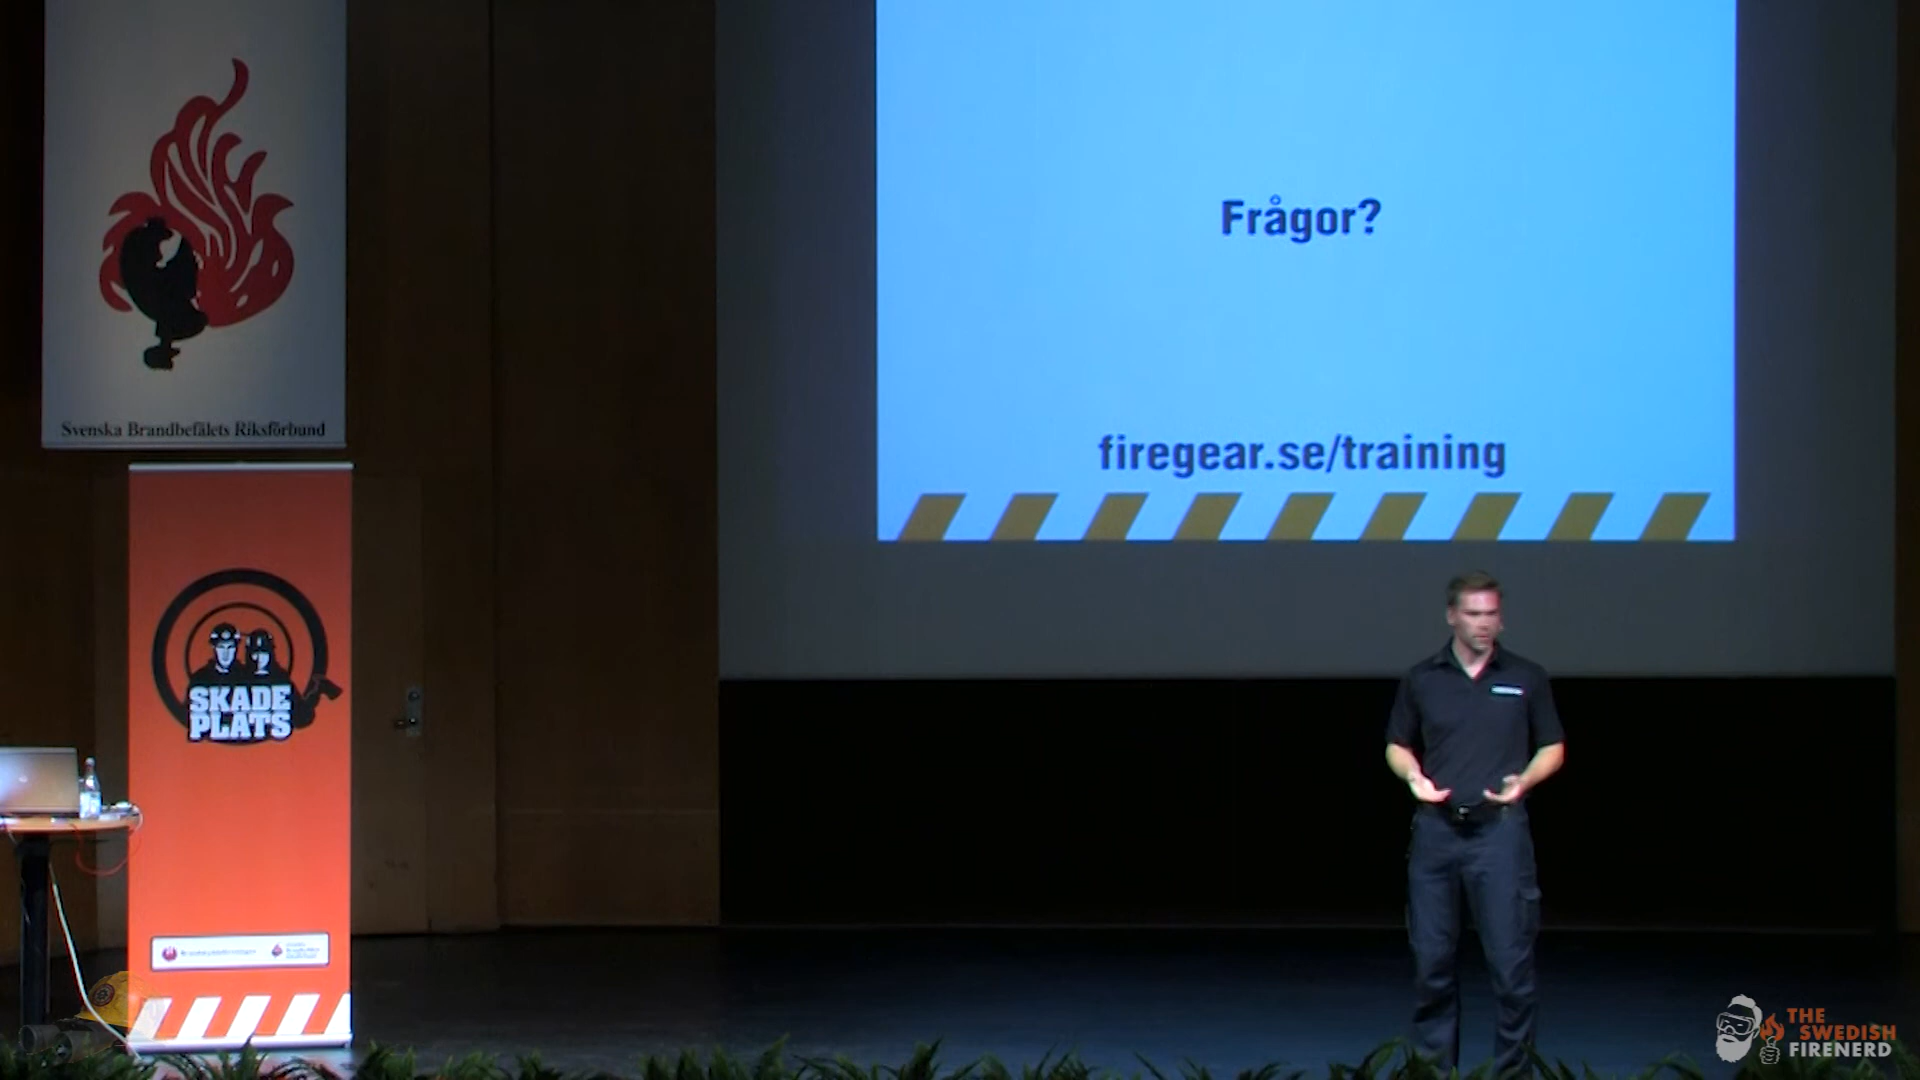 Svenska Brandbefälets Riksförbund
SKADE
PLATS
Frågor?
firegear.se/training
THE
SWEDISH
FIRENERD